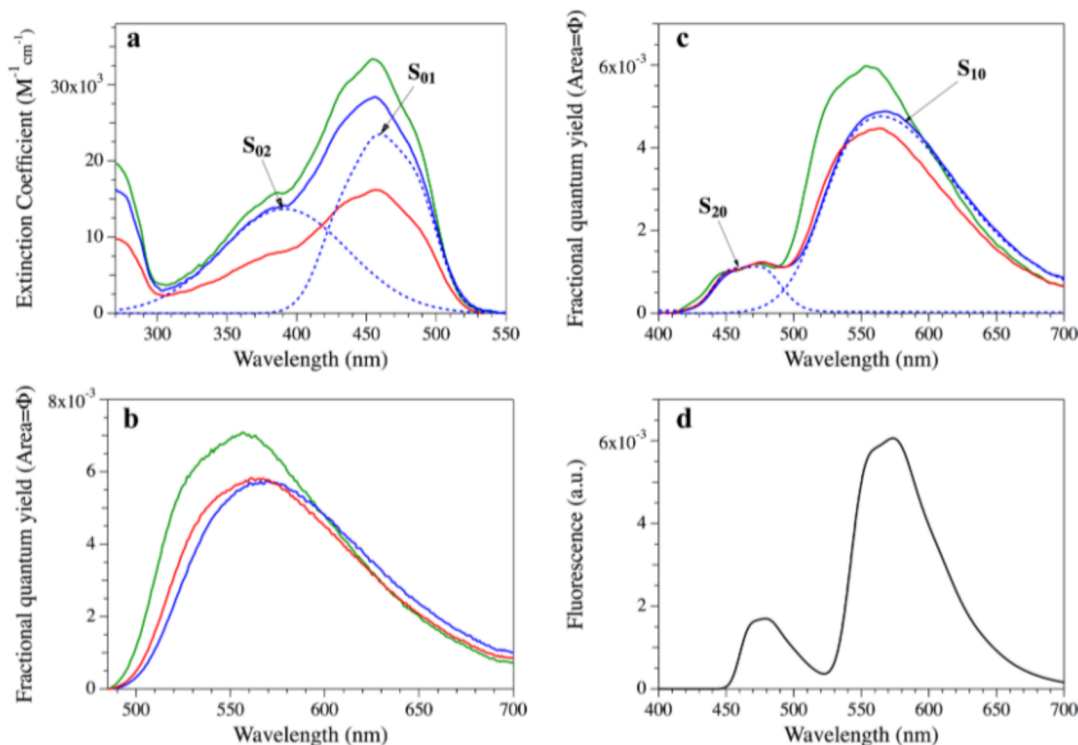 a
Extinction Coefficient (M⁻¹cm⁻¹)
30x10³
20
10
0
S₀₂
S₀₁
300 350 400 450 500 550
Wavelength (nm)
c
Fractional quantum yield (Area=Φ)
6x10⁻³
4
2
0
S₂₀
S₁₀
400 450 500 550 600 650 700
Wavelength (nm)
b
Fractional quantum yield (Area=Φ)
8x10⁻³
6
4
2
0
500 550 600 650 700
Wavelength (nm)
d
Fluorescence (a.u.)
6x10⁻³
4
2
0
400 450 500 550 600 650 700
Wavelength (nm)